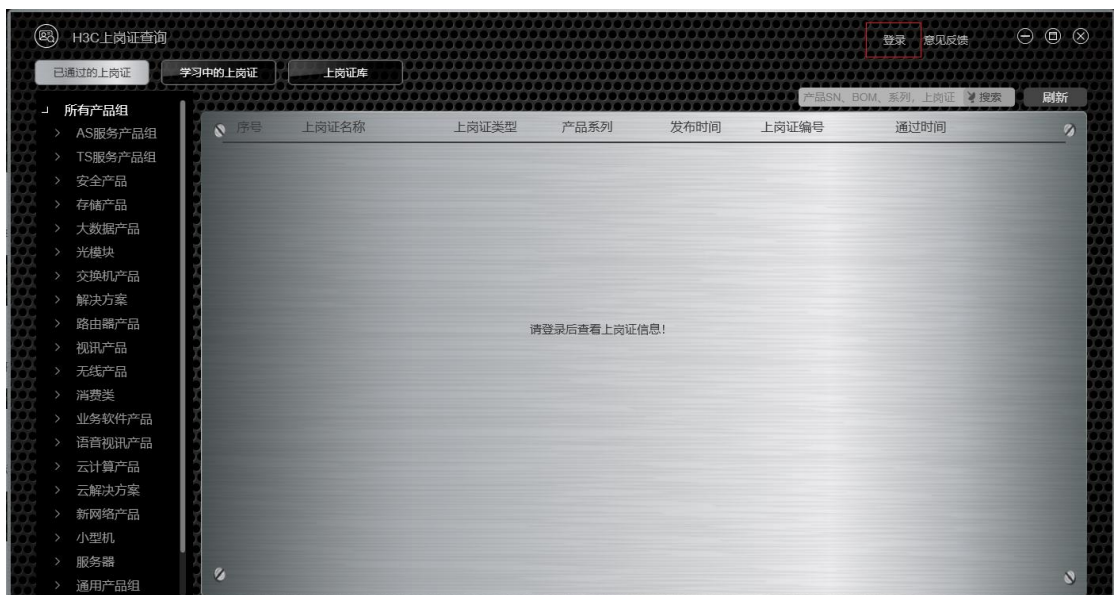 H3C上岗证查询
登录 意见反馈
已通过的上岗证 学习中的上岗证 上岗证库
产品SN、BOM、系列、上岗证 搜索 刷新
所有产品组
序号 上岗证名称 上岗证类型 产品系列 发布时间 上岗证编号 通过时间
AS服务产品组
TS服务产品组
安全产品
存储产品
大数据产品
光模块
交换机产品
解决方案
路由器产品
视讯产品
无线产品
消费类
业务软件产品
语音视讯产品
云计算产品
云解决方案
新网络产品
小型机
服务器
通用产品组
请登录后查看上岗证信息!